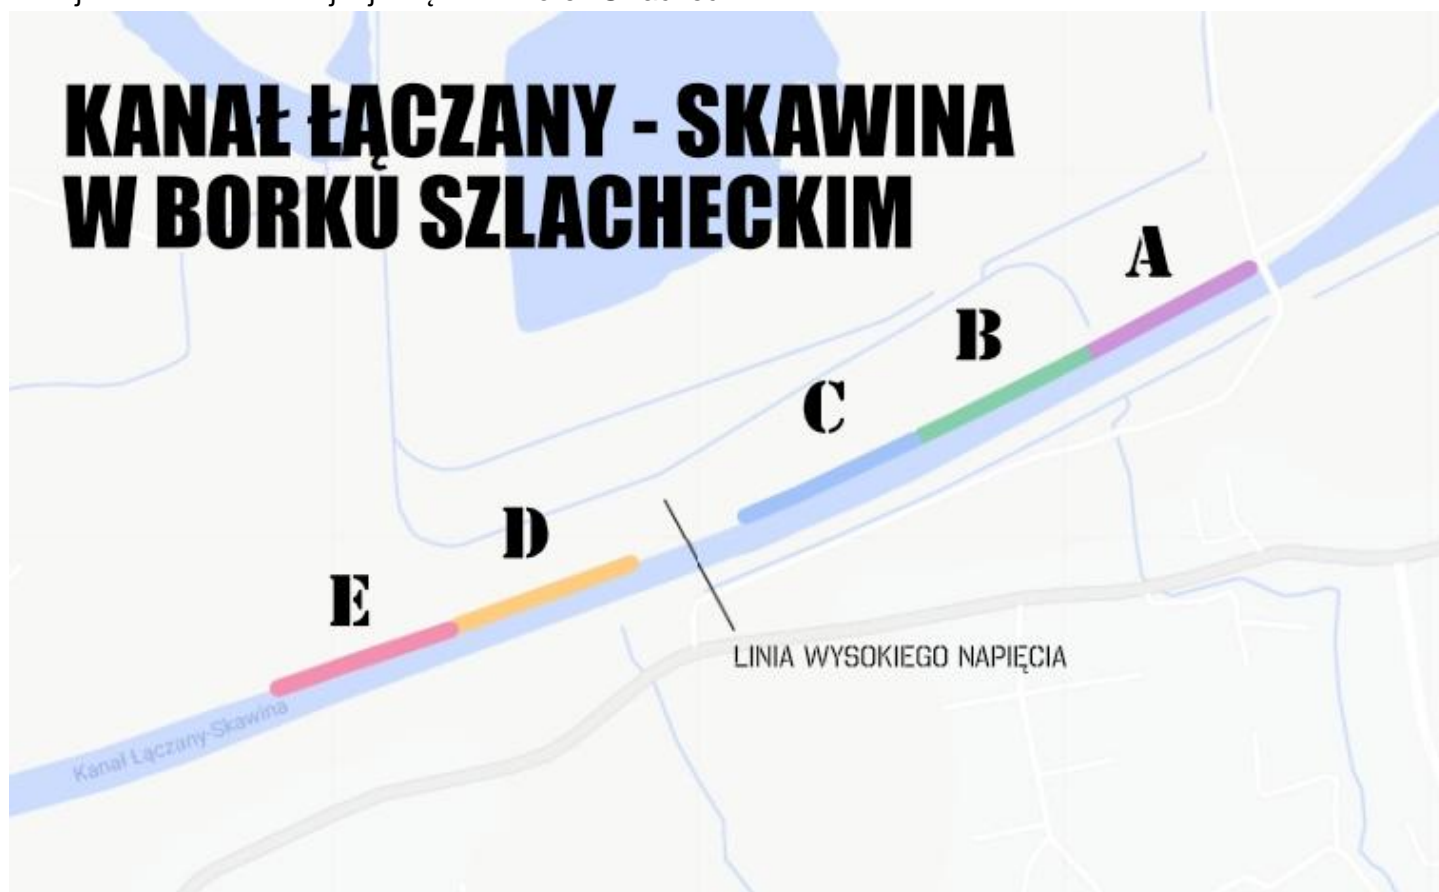 KANAŁ ŁĄCZANY - SKAWINA
W BORKU SZLACHECKIM
A
B
C
D
E
LINIA WYSOKIEGO NAPIĘCIA
Kanał Łączany-Skawina